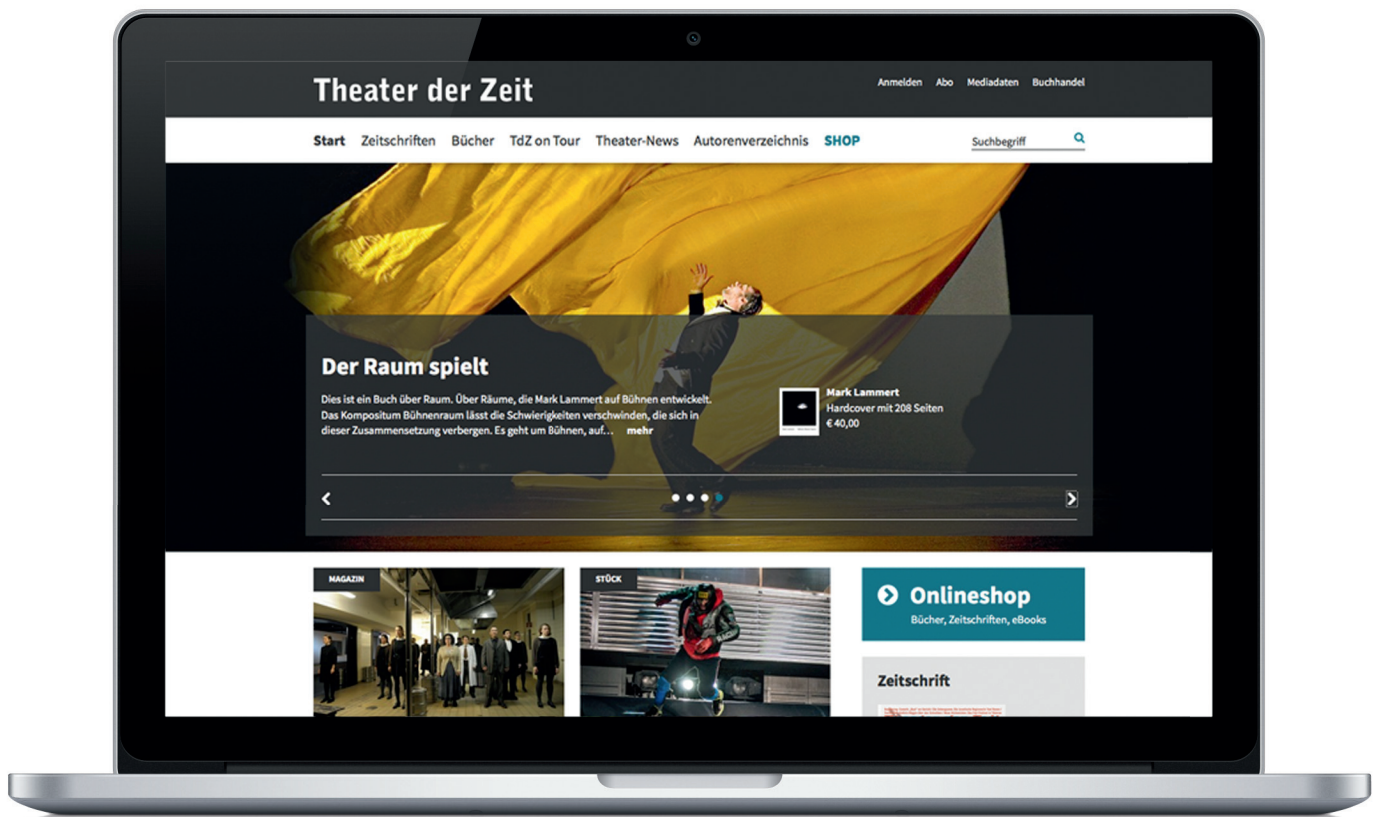 Theater der Zeit
Anmelden Abo Mediadaten Buchhandel
Start Zeitschriften Bücher TdZ on Tour Theater-News Autorenverzeichnis SHOP
Suchbegriff
Der Raum spielt
Dies ist ein Buch über Raum. Über Räume, die Mark Lammert auf Bühnen entwickelt.
Das Kompositum Bühnenraum lässt die Schwierigkeiten verschwinden, die sich in
dieser Zusammensetzung verbergen. Es geht um Bühnen, auf... mehr
Mark Lammert
Hardcover mit 208 Seiten
€ 40,00
MAGAZIN
STÜCK
Onlineshop
Bücher, Zeitschriften, eBooks
Zeitschrift